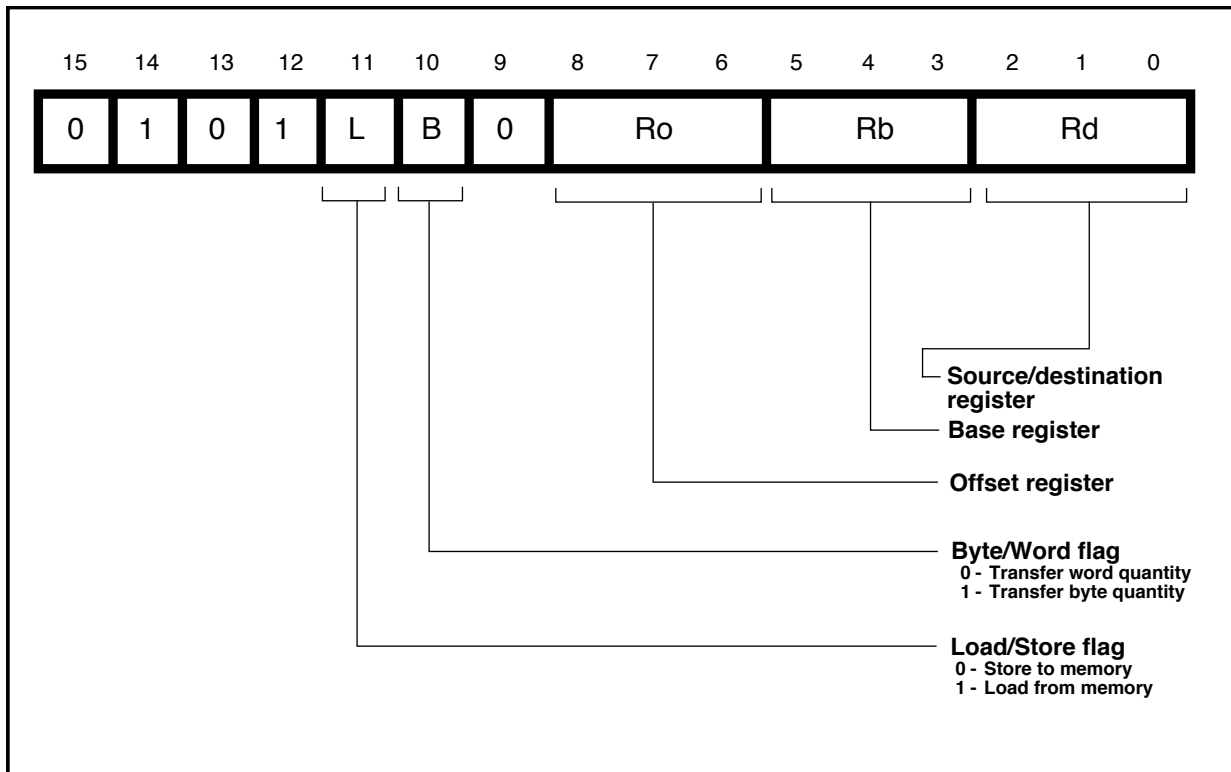 15 14 13 12 11 10 9 8 7 6 5 4 3 2 1 0
0 1 0 1 L B 0 Ro Rb Rd
Source/destination
register
Base register
Offset register
Byte/Word flag
0 - Transfer word quantity
1 - Transfer byte quantity
Load/Store flag
0 - Store to memory
1 - Load from memory